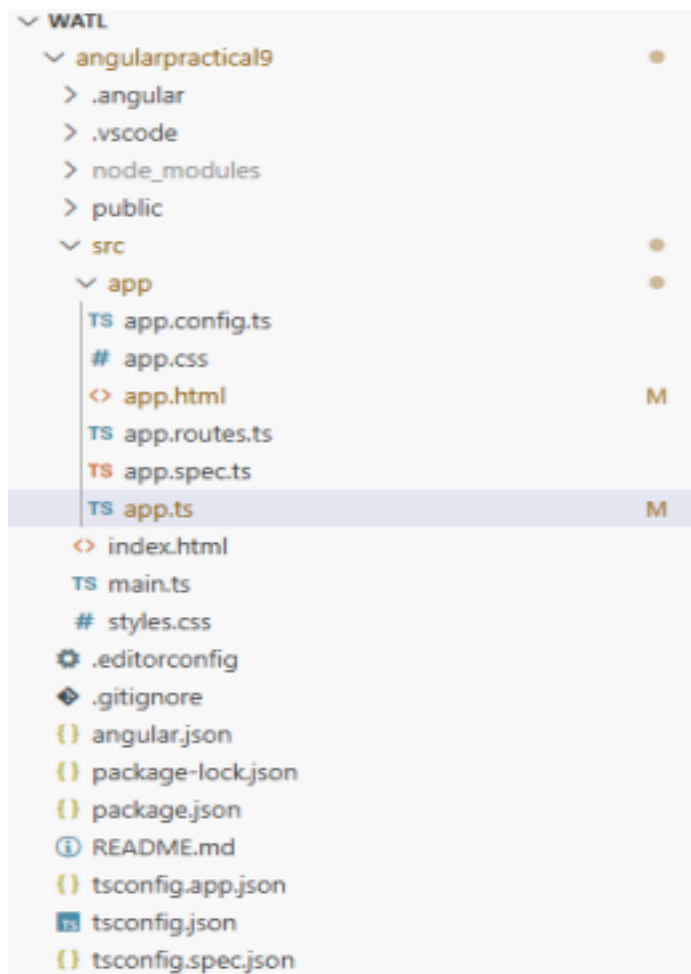 WATL
angularpractical9
.angular
.vscode
node_modules
public
src
app
TS app.config.ts
# app.css
<> app.html M
TS app.routes.ts
TS app.spec.ts
TS app.ts M
<> index.html
TS main.ts
# styles.css
.editorconfig
.gitignore
{} angular.json
{} package-lock.json
{} package.json
README.md
{} tsconfig.app.json
TS tsconfig.json
{} tsconfig.spec.json